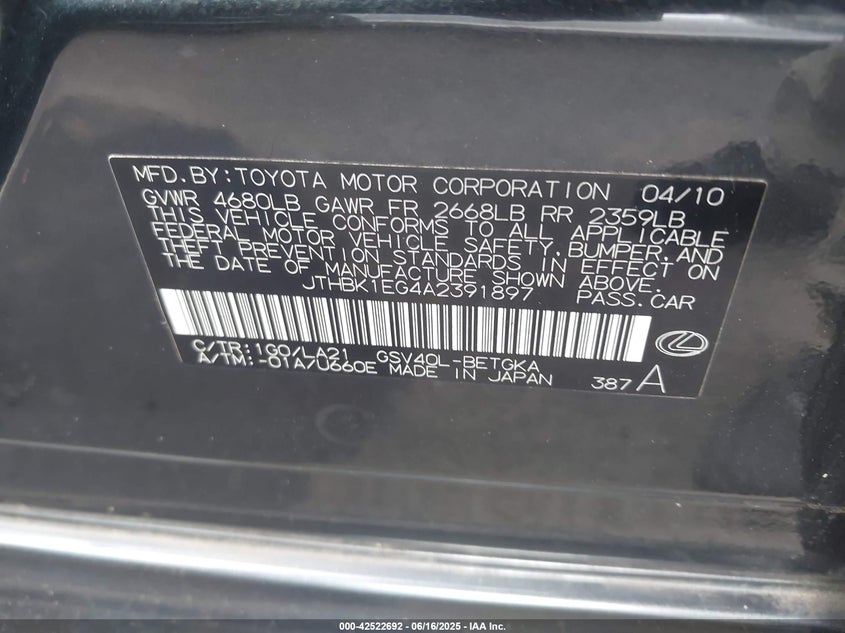 MFD.BY:TOYOTA MOTOR CORPORATION 04/10
GVWR 4680LB GAWR FR 2668LB RR 2359LB
THIS VEHICLE CONFORMS TO ALL APPLICABLE
FEDERAL MOTOR VEHICLE SAFETY,BUMPER,AND
THEFT PREVENTION STANDARDS IN EFFECT ON
THE DATE OF MANUFACTURE SHOWN ABOVE.
JTHBK1EG4A2391897 PASS.CAR
C/TR:1G0/LA21 GSV40L-BETGKA
A/TM:-01A/U660E MADE IN JAPAN 387A
000-42522692 - 06/16/2025 - IAA Inc.